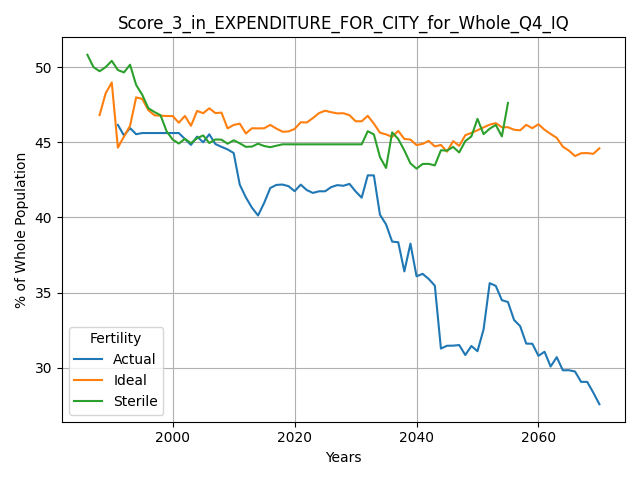 Score_3_in_EXPENDITURE_FOR_CITY_for_Whole_Q4_IQ
% of Whole Population
50
45
40
35
30
Fertility
Actual
Ideal
Sterile
2000 2020 2040 2060
Years